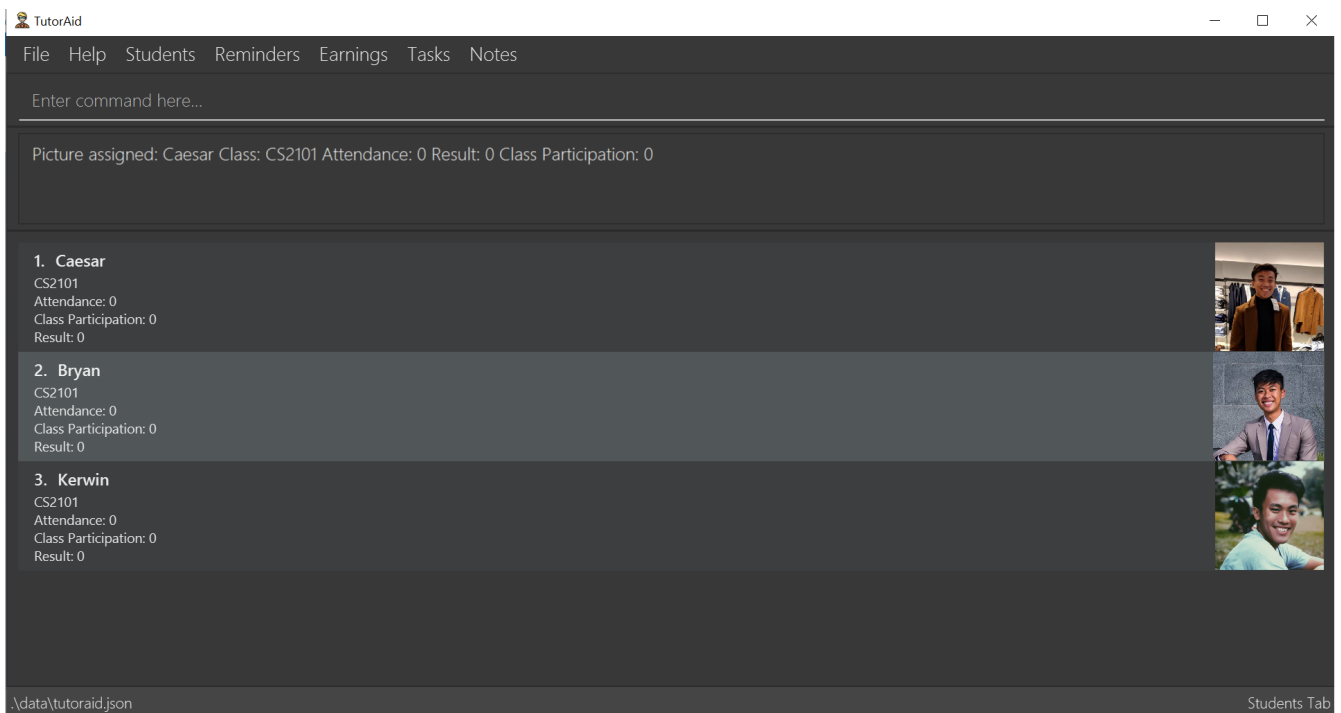 TutorAid
File Help Students Reminders Earnings Tasks Notes
Enter command here...
Picture assigned: Caesar Class: CS2101 Attendance: 0 Result: 0 Class Participation: 0
1. Caesar
CS2101
Attendance: 0
Class Participation: 0
Result: 0
2. Bryan
CS2101
Attendance: 0
Class Participation: 0
Result: 0
3. Kerwin
CS2101
Attendance: 0
Class Participation: 0
Result: 0
.\data\tutoraid.json
Students Tab